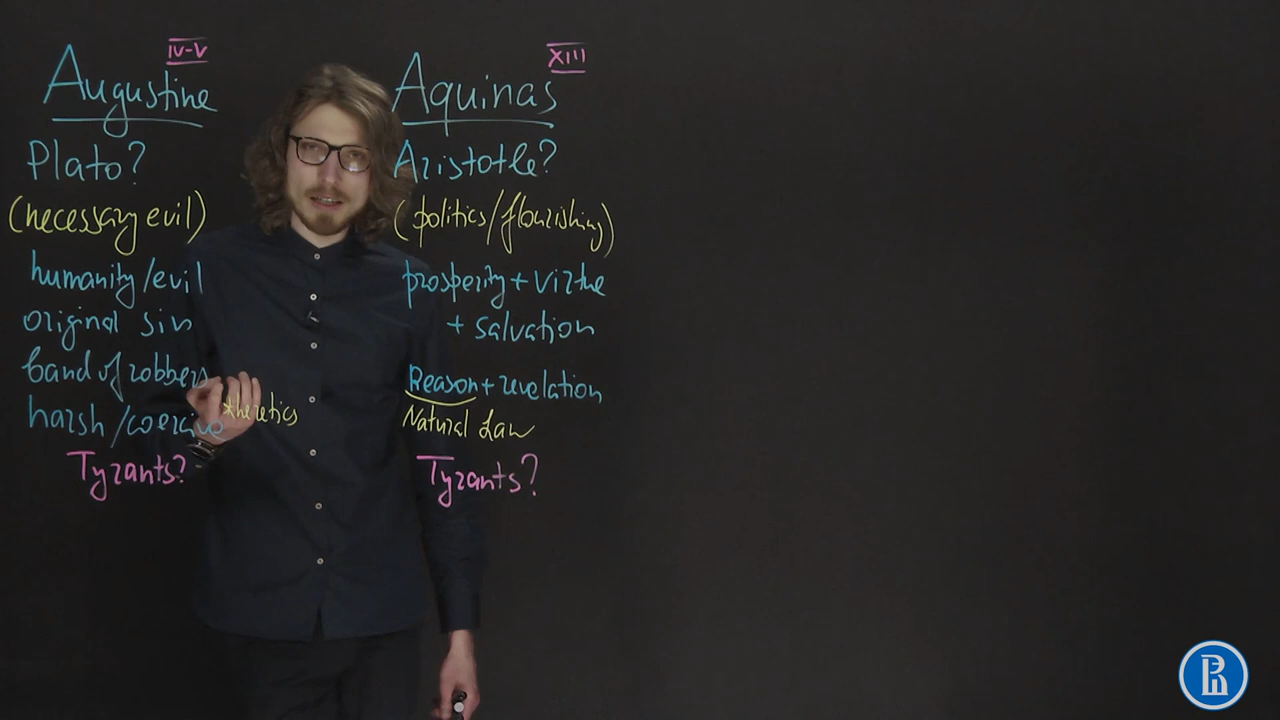 IV-V
Augustine
Plato?
(necessary evil)
humanity/evil
original sin
band of robbers
harsh/coercive
theretics
Tyrants?
XIII
Aquinas
Aristotle?
(politics/flourishing)
prosperity + virtue
+ salvation
Reason + revelation
Natural Law
Tyrants?